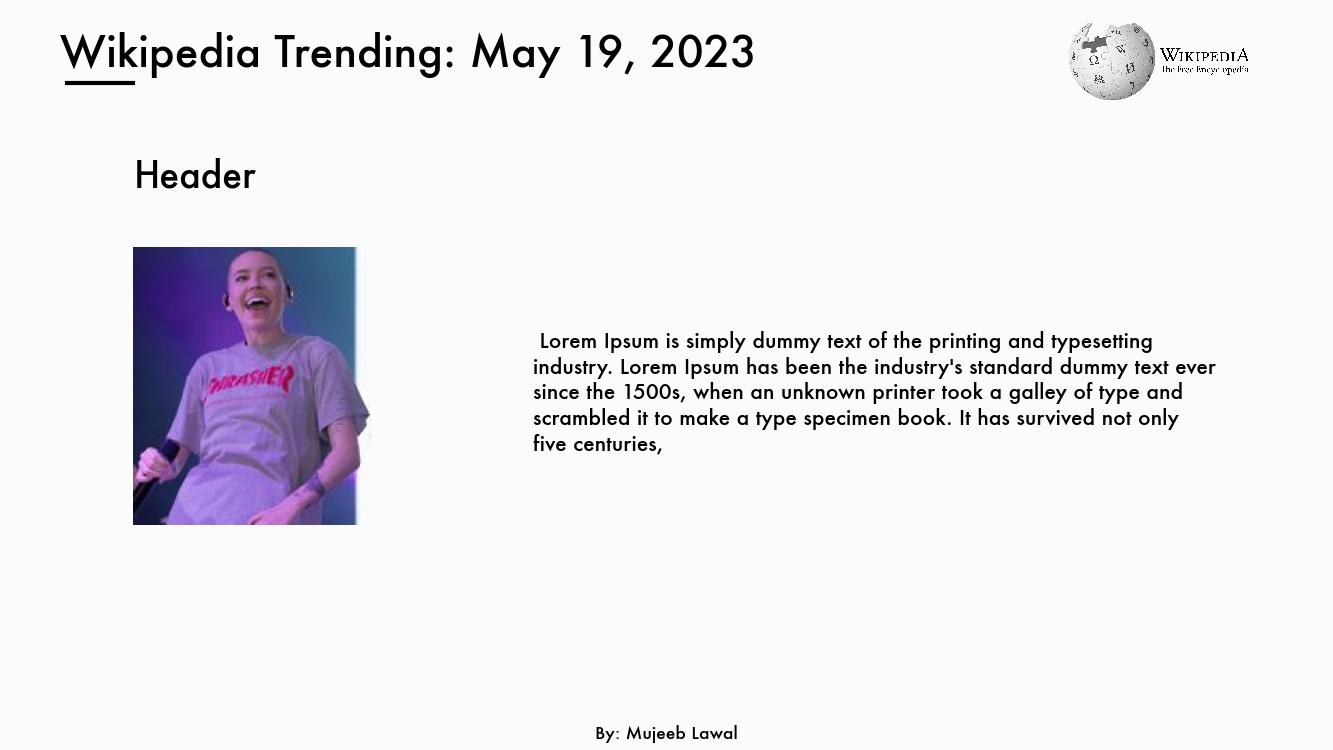 Wikipedia Trending: May 19, 2023
WIKIPEDIA
The Free Encyclopedia
Ω
W
И
Header
THRASHER
Lorem Ipsum is simply dummy text of the printing and typesetting
industry. Lorem Ipsum has been the industry's standard dummy text ever
since the 1500s, when an unknown printer took a galley of type and
scrambled it to make a type specimen book. It has survived not only
five centuries,
By: Mujeeb Lawal